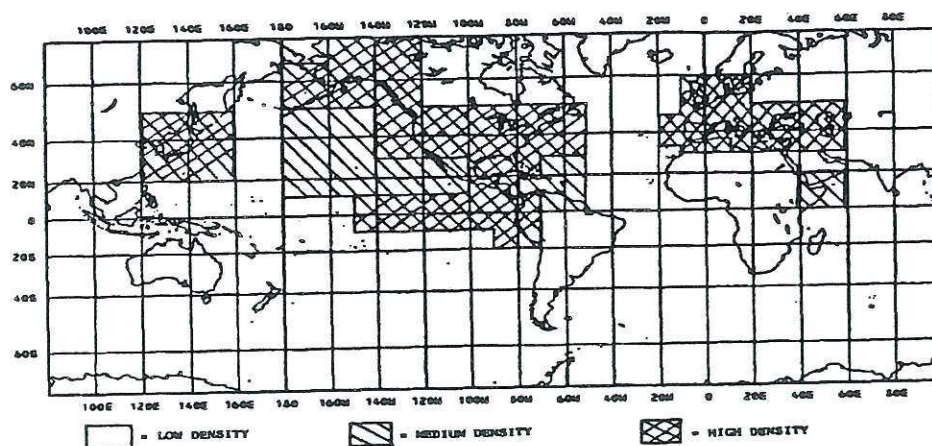 100E 120E 140E 160E 180 160W 140W 120W 100W 80W 60W 40W 20W 0 20E 40E 60E
60N
40N
20N
0
20S
40S
60S
100E 120E 140E 160E 180 160W 140W 120W 100W 80W 60W 40W 20W 0 20E 40E 60E
= LOW DENSITY = MEDIUM DENSITY = HIGH DENSITY